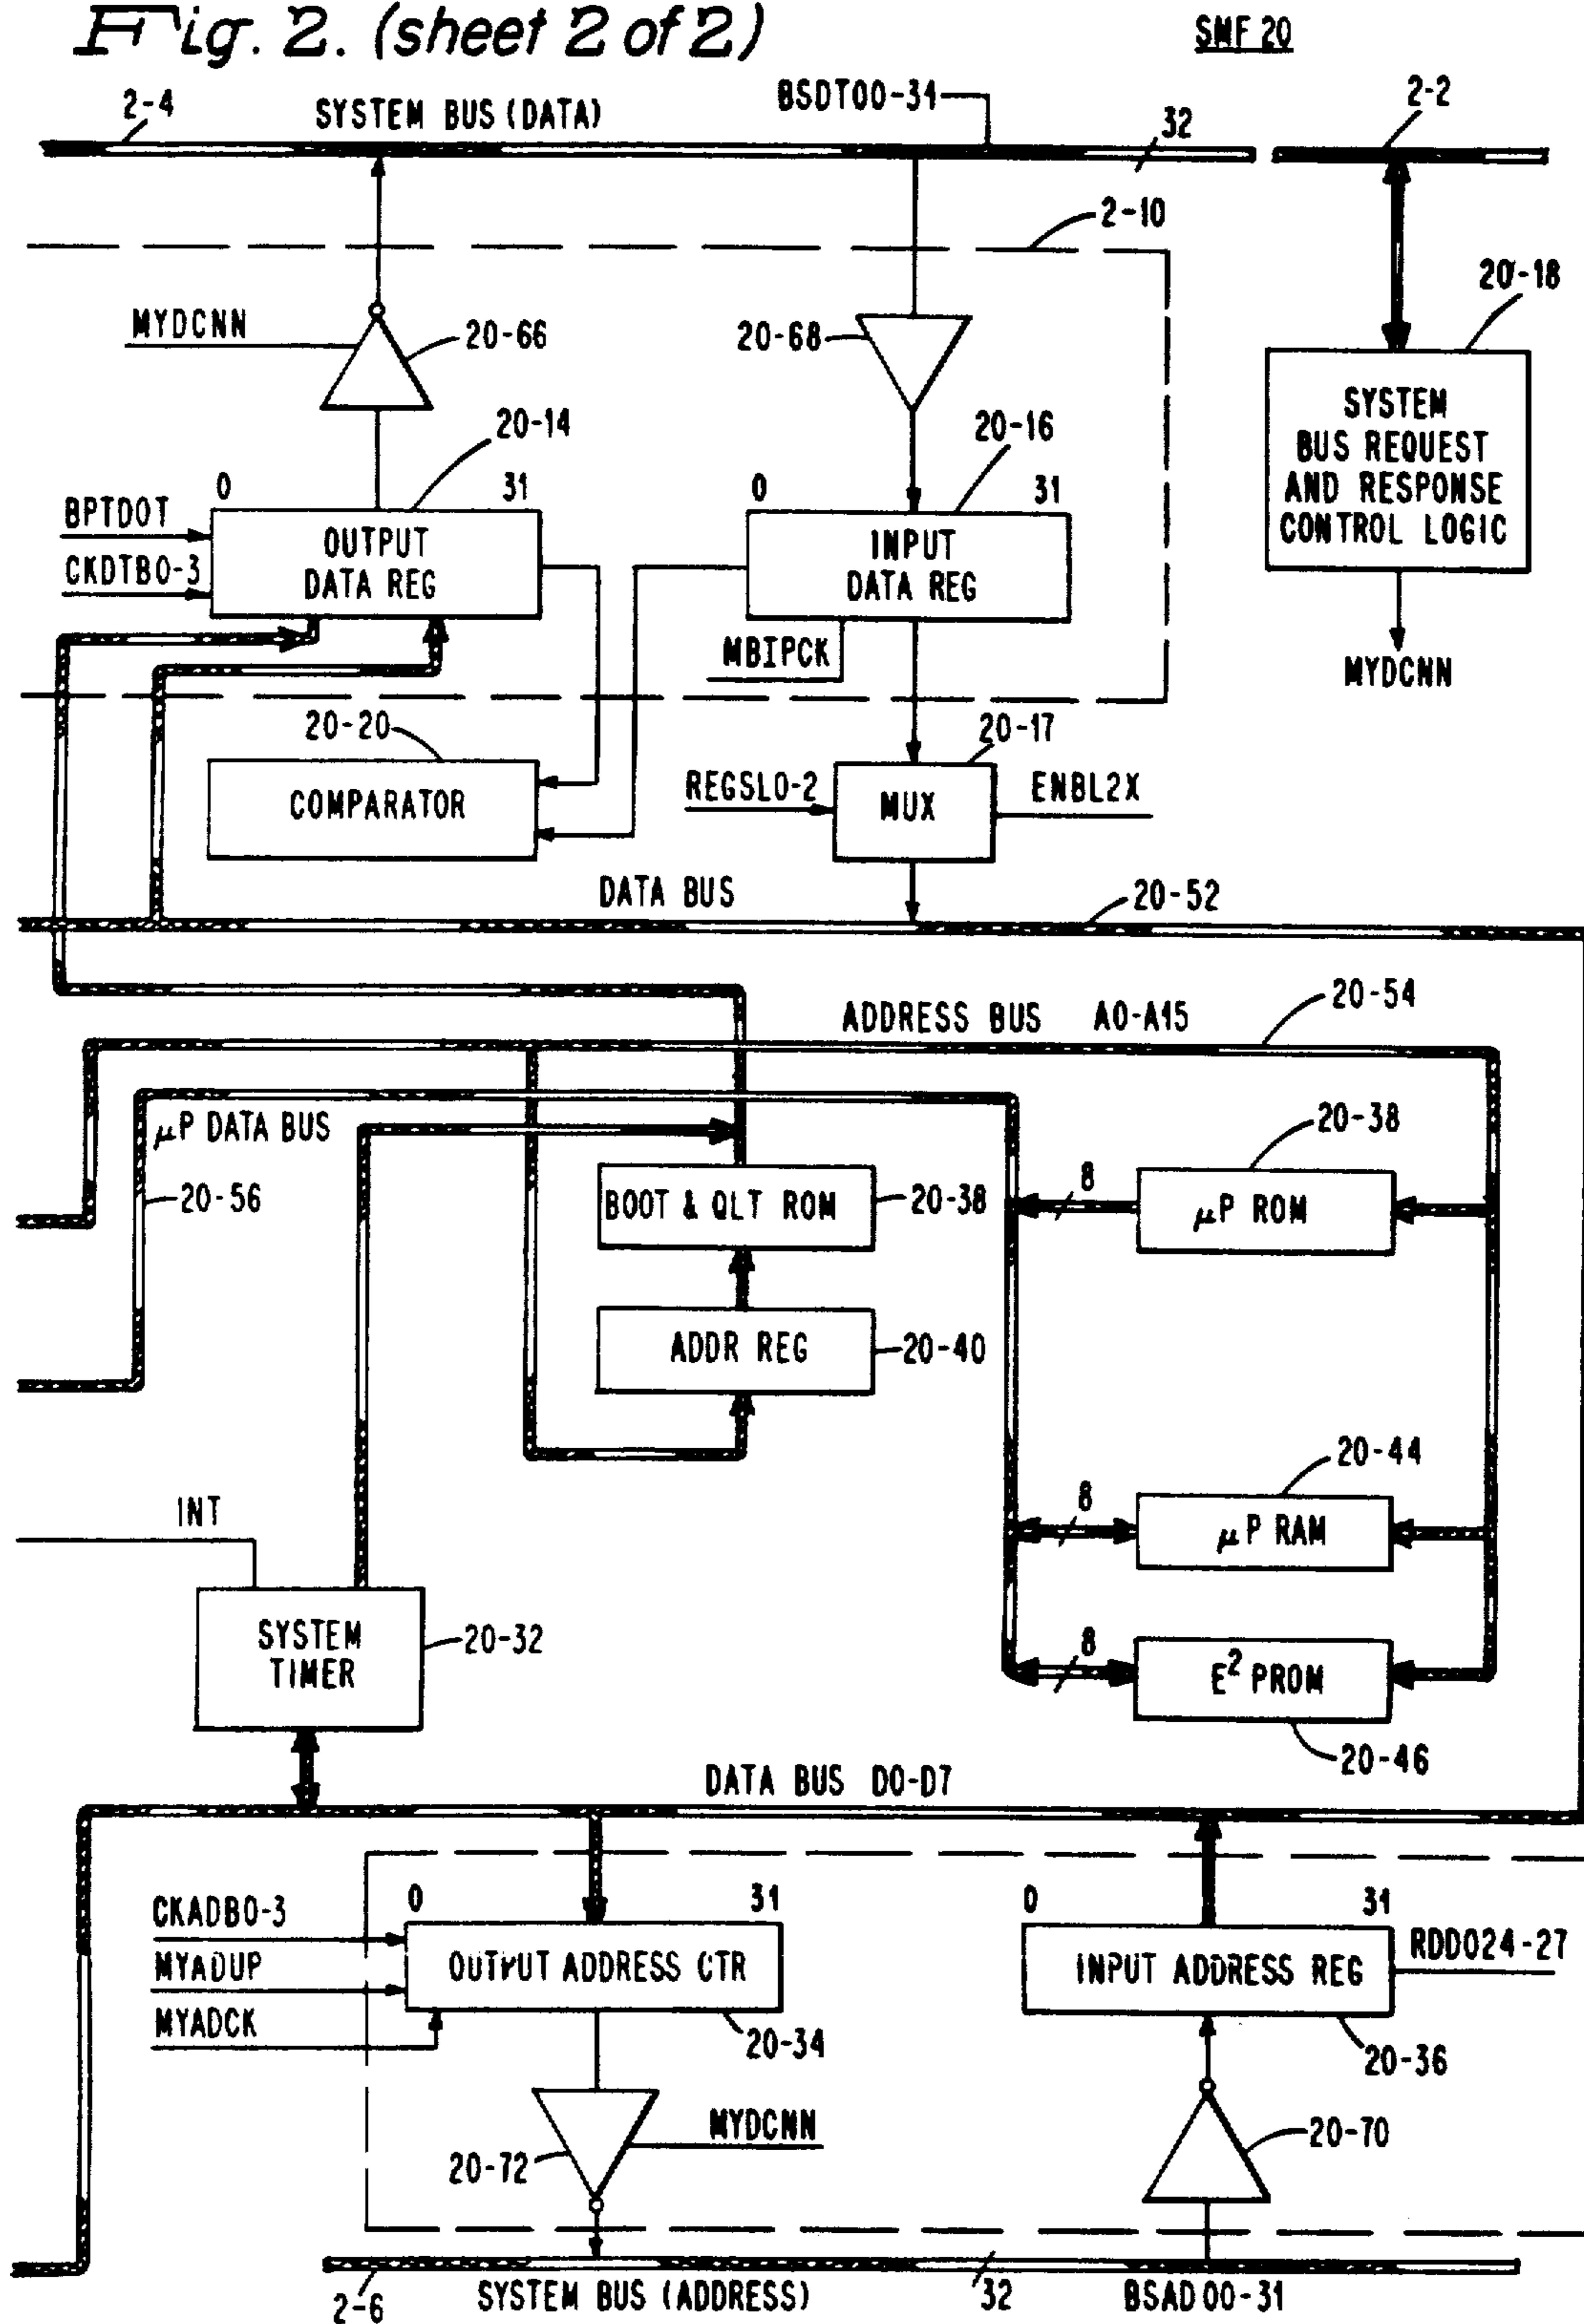 Fig. 2. (sheet 2 of 2)
SMF 20
2-4
SYSTEM BUS (DATA)
BSDT00-31
32
2-2
2-10
20-18
MYDCNN
20-66
20-68
SYSTEM
BUS REQUEST
AND RESPONSE
CONTROL LOGIC
20-14
20-16
0
31
0
31
BPTDOT
CKDTB0-3
OUTPUT
DATA REG
INPUT
DATA REG
MBIPCK
MYDCNN
20-20
20-17
COMPARATOR
REGSL0-2
MUX
ENBL2X
DATA BUS
20-52
20-54
ADDRESS BUS A0-A15
μP DATA BUS
20-56
20-38
BOOT & QLT ROM
20-38
8
μP ROM
ADDR REG
20-40
20-44
INT
8
μP RAM
SYSTEM
TIMER
20-32
8
E² PROM
20-46
DATA BUS D0-D7
CKADB0-3
0
31
0
31
MYADUP
OUTPUT ADDRESS CTR
INPUT ADDRESS REG
RDD024-27
MYADCK
20-34
20-36
MYDCNN
20-72
20-70
2-6
SYSTEM BUS (ADDRESS)
32
BSAD 00-31